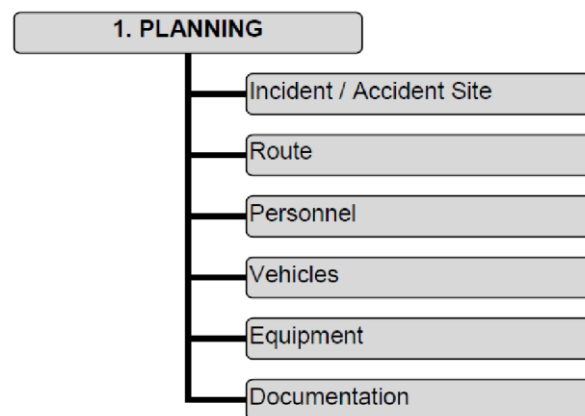 1. PLANNING
Incident / Accident Site
Route
Personnel
Vehicles
Equipment
Documentation